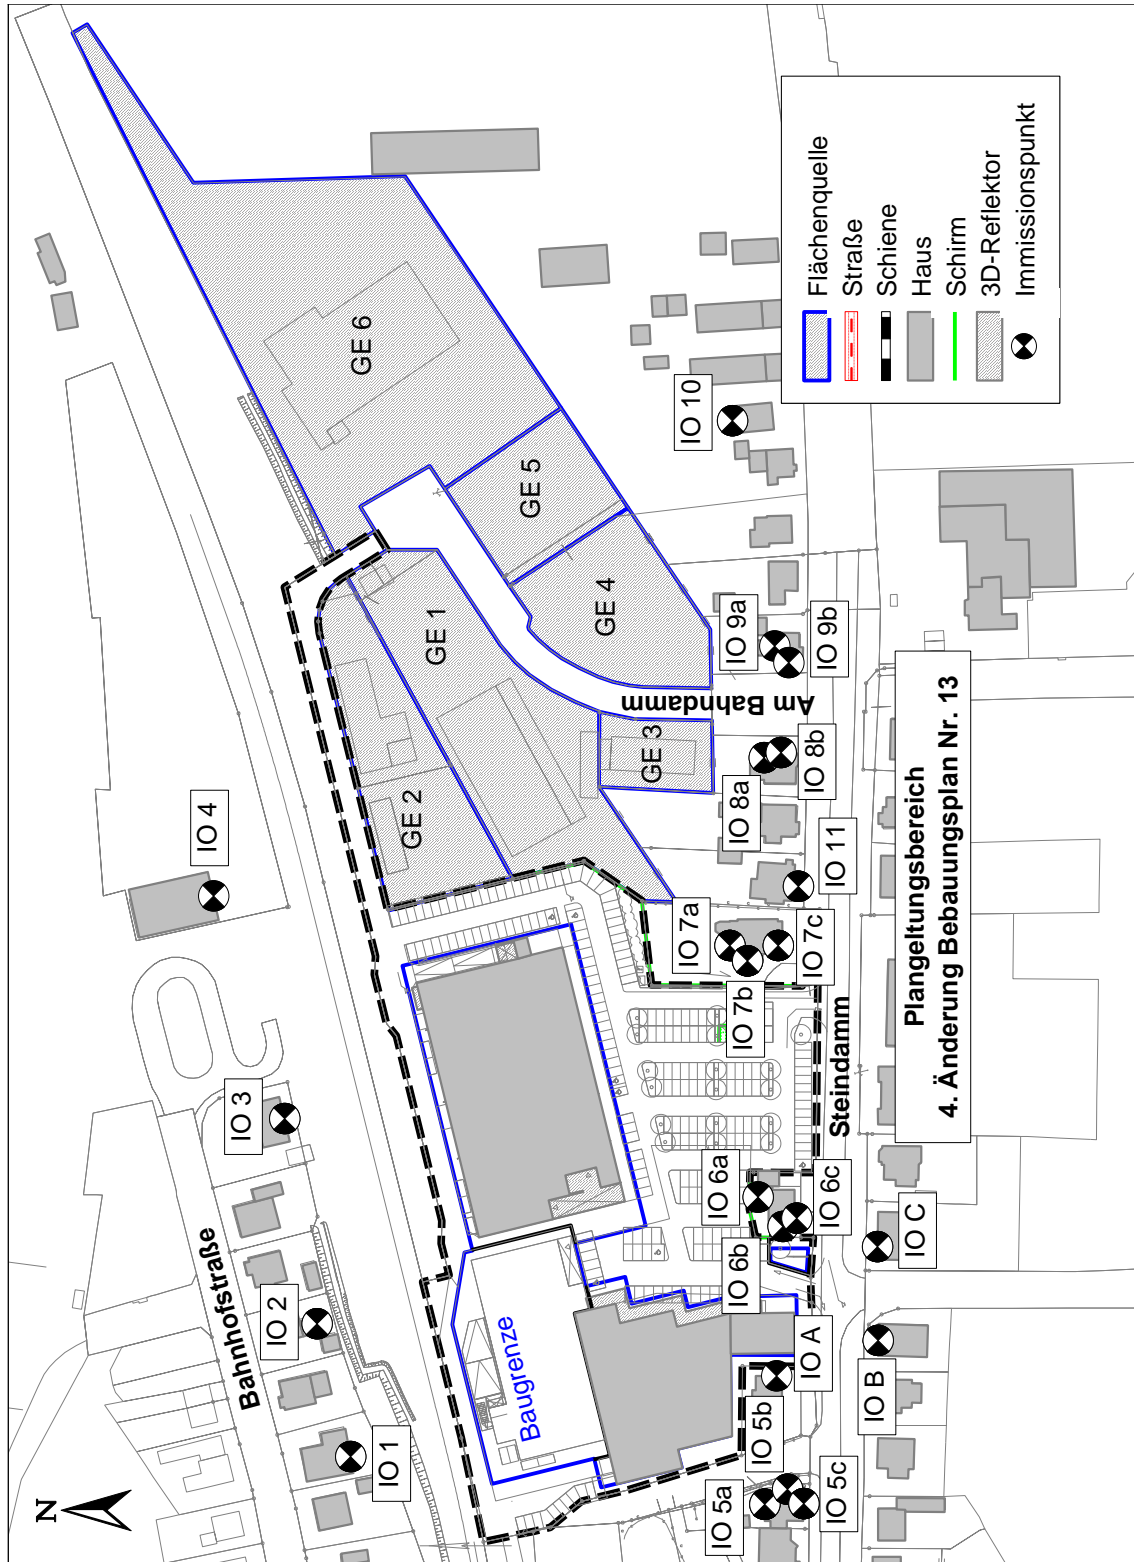 N
Bahnhofstraße
IO 1
IO 2
IO 3
IO 4
GE 6
GE 5
GE 4
GE 1
GE 2
GE 3
Baugrenze
Am Bahndamm
Steindamm
IO 5a
IO 5b
IO 5c
IO A
IO B
IO C
IO 6a
IO 6b
IO 6c
IO 7a
IO 7b
IO 7c
IO 11
IO 8a
IO 8b
IO 9a
IO 9b
IO 10
Plangeltungsbereich
4. Änderung Bebauungsplan Nr. 13
Flächenquelle
Straße
Schiene
Haus
Schirm
3D-Reflektor
Immissionspunkt